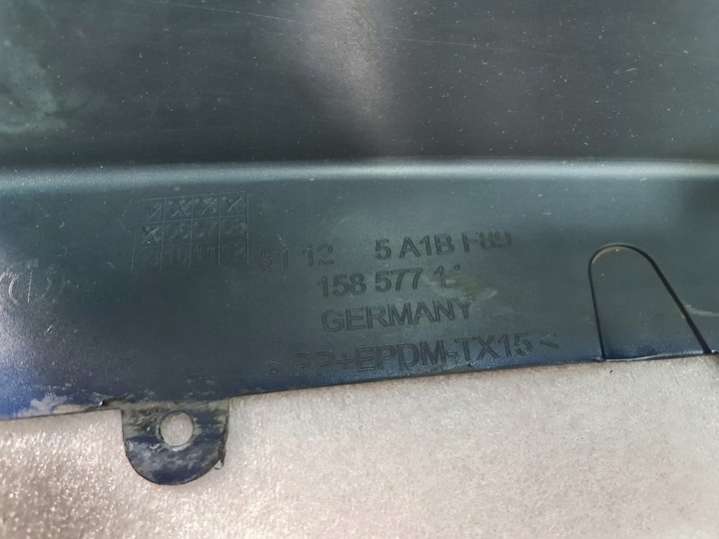 51 12 5 A1B F89
158 577 1
GERMANY
PP+EPDM-TX15<